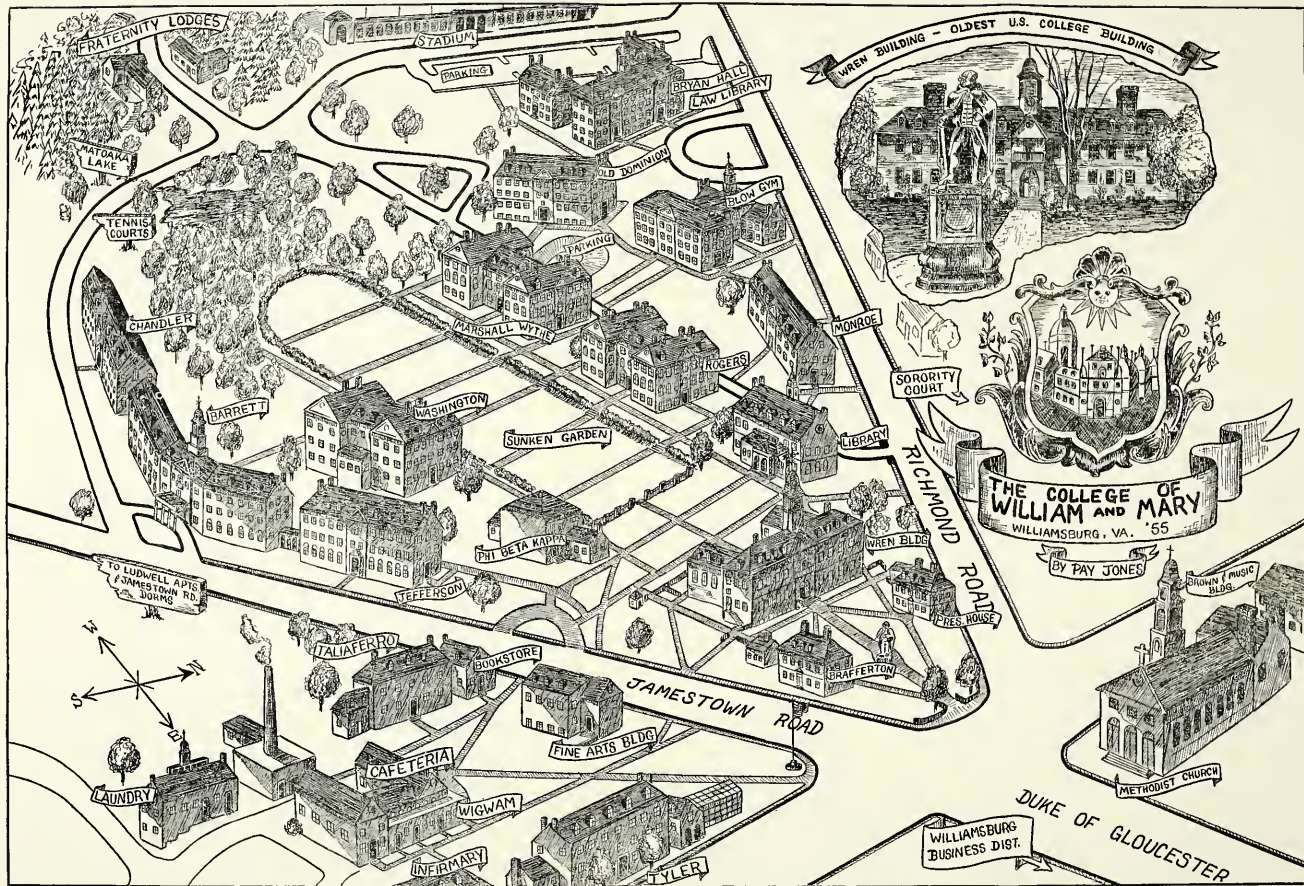 FRATERNITY LODGES
STADIUM
PARKING
BRYAN HALL
LAW LIBRARY
WREN BUILDING - OLDEST U.S. COLLEGE BUILDING
MATOAKA
LAKE
OLD DOMINION
BLOW GYM
TENNIS
COURTS
PARKING
CHANDLER
MARSHALL WYTHE
MONROE
ROGERS
SORORITY
COURT
BARRETT
WASHINGTON
SUNKEN GARDEN
LIBRARY
RICHMOND ROAD
THE COLLEGE OF
WILLIAM AND MARY
WILLIAMSBURG, VA. '55
BY PAY JONES
PHI BETA KAPPA
WREN BLDG
TO LUDWELL APTS
& JAMESTOWN RD.
DORMS
JEFFERSON
PRES. HOUSE
BROWN & MUSIC
BLDG
TALIAFERRO
BOOKSTORE
BRAFFERTON
W
N
S
E
JAMESTOWN ROAD
FINE ARTS BLDG
CAFETERIA
LAUNDRY
WIGWAM
METHODIST CHURCH
INFIRMARY
TYLER
WILLIAMSBURG
BUSINESS DIST.
DUKE OF GLOUCESTER